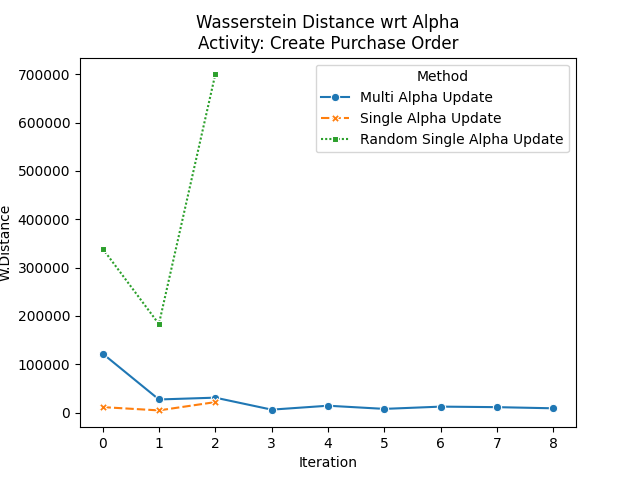 Wasserstein Distance wrt Alpha
Activity: Create Purchase Order
Method
Multi Alpha Update
Single Alpha Update
Random Single Alpha Update
W.Distance
700000
600000
500000
400000
300000
200000
100000
0
0 1 2 3 4 5 6 7 8
Iteration